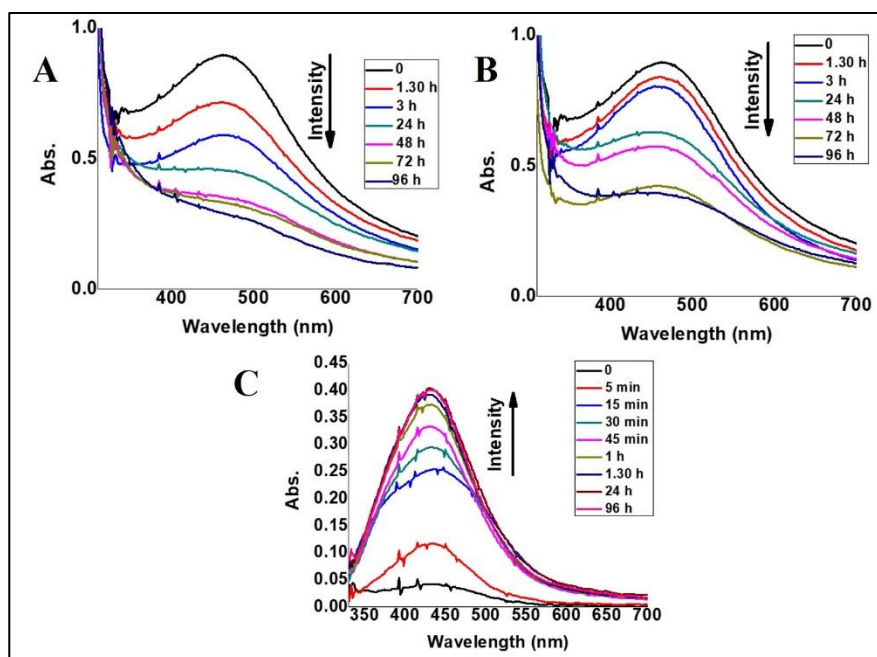 A
1.0
0.5
0.0
Abs.
400
500
600
700
Wavelength (nm)
Intensity
0
1.30 h
3 h
24 h
48 h
72 h
96 h
B
1.0
0.5
0.0
Abs.
400
500
600
700
Wavelength (nm)
Intensity
0
1.30 h
3 h
24 h
48 h
72 h
96 h
C
0.45
0.40
0.35
0.30
0.25
0.20
0.15
0.10
0.05
0.00
Abs.
350
400
450
500
550
600
650
700
Wavelength (nm)
Intensity
0
5 min
15 min
30 min
45 min
1 h
1.30 h
24 h
96 h